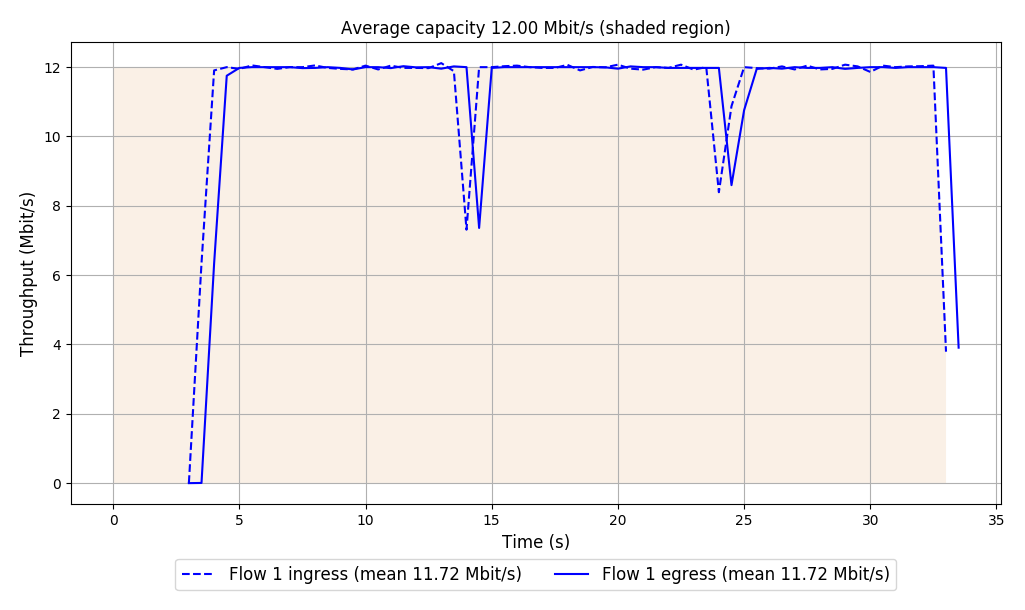 Average capacity 12.00 Mbit/s (shaded region)
12
10
8
6
4
2
0
Throughput (Mbit/s)
0 5 10 15 20 25 30 35
Time (s)
Flow 1 ingress (mean 11.72 Mbit/s) Flow 1 egress (mean 11.72 Mbit/s)